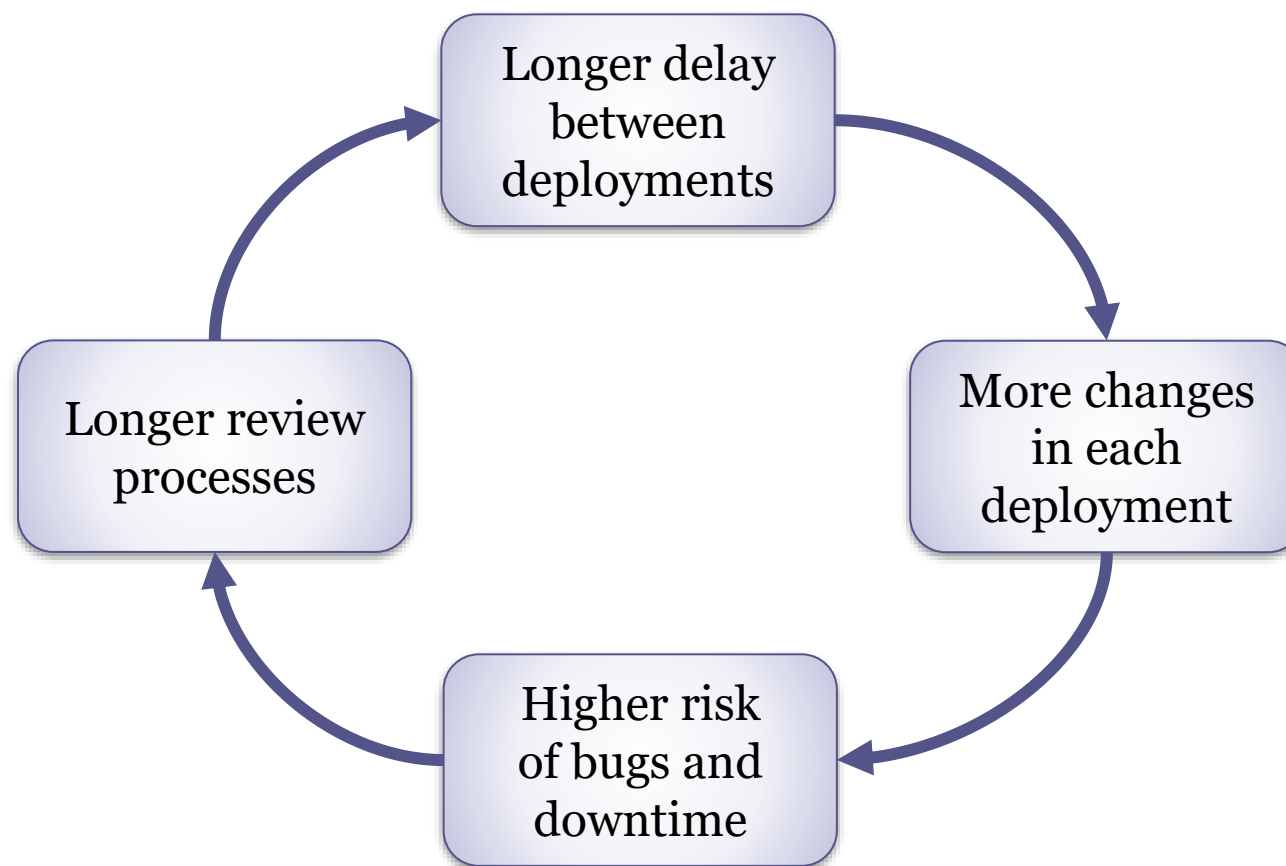 Longer delay
between
deployments
More changes
in each
deployment
Higher risk
of bugs and
downtime
Longer review
processes